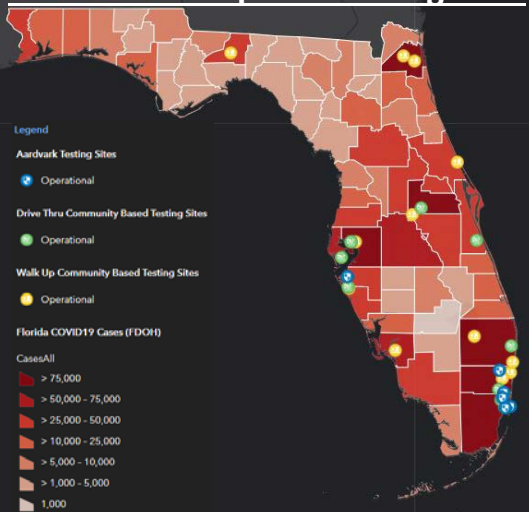 Legend
Aardvark Testing Sites
Operational
Drive Thru Community Based Testing Sites
Operational
Walk Up Community Based Testing Sites
Operational
Florida COVID19 Cases (FDOH)
CasesAll
> 75,000
> 50,000 - 75,000
> 25,000 - 50,000
> 10,000 - 25,000
> 5,000 - 10,000
> 1,000 - 5,000
1,000